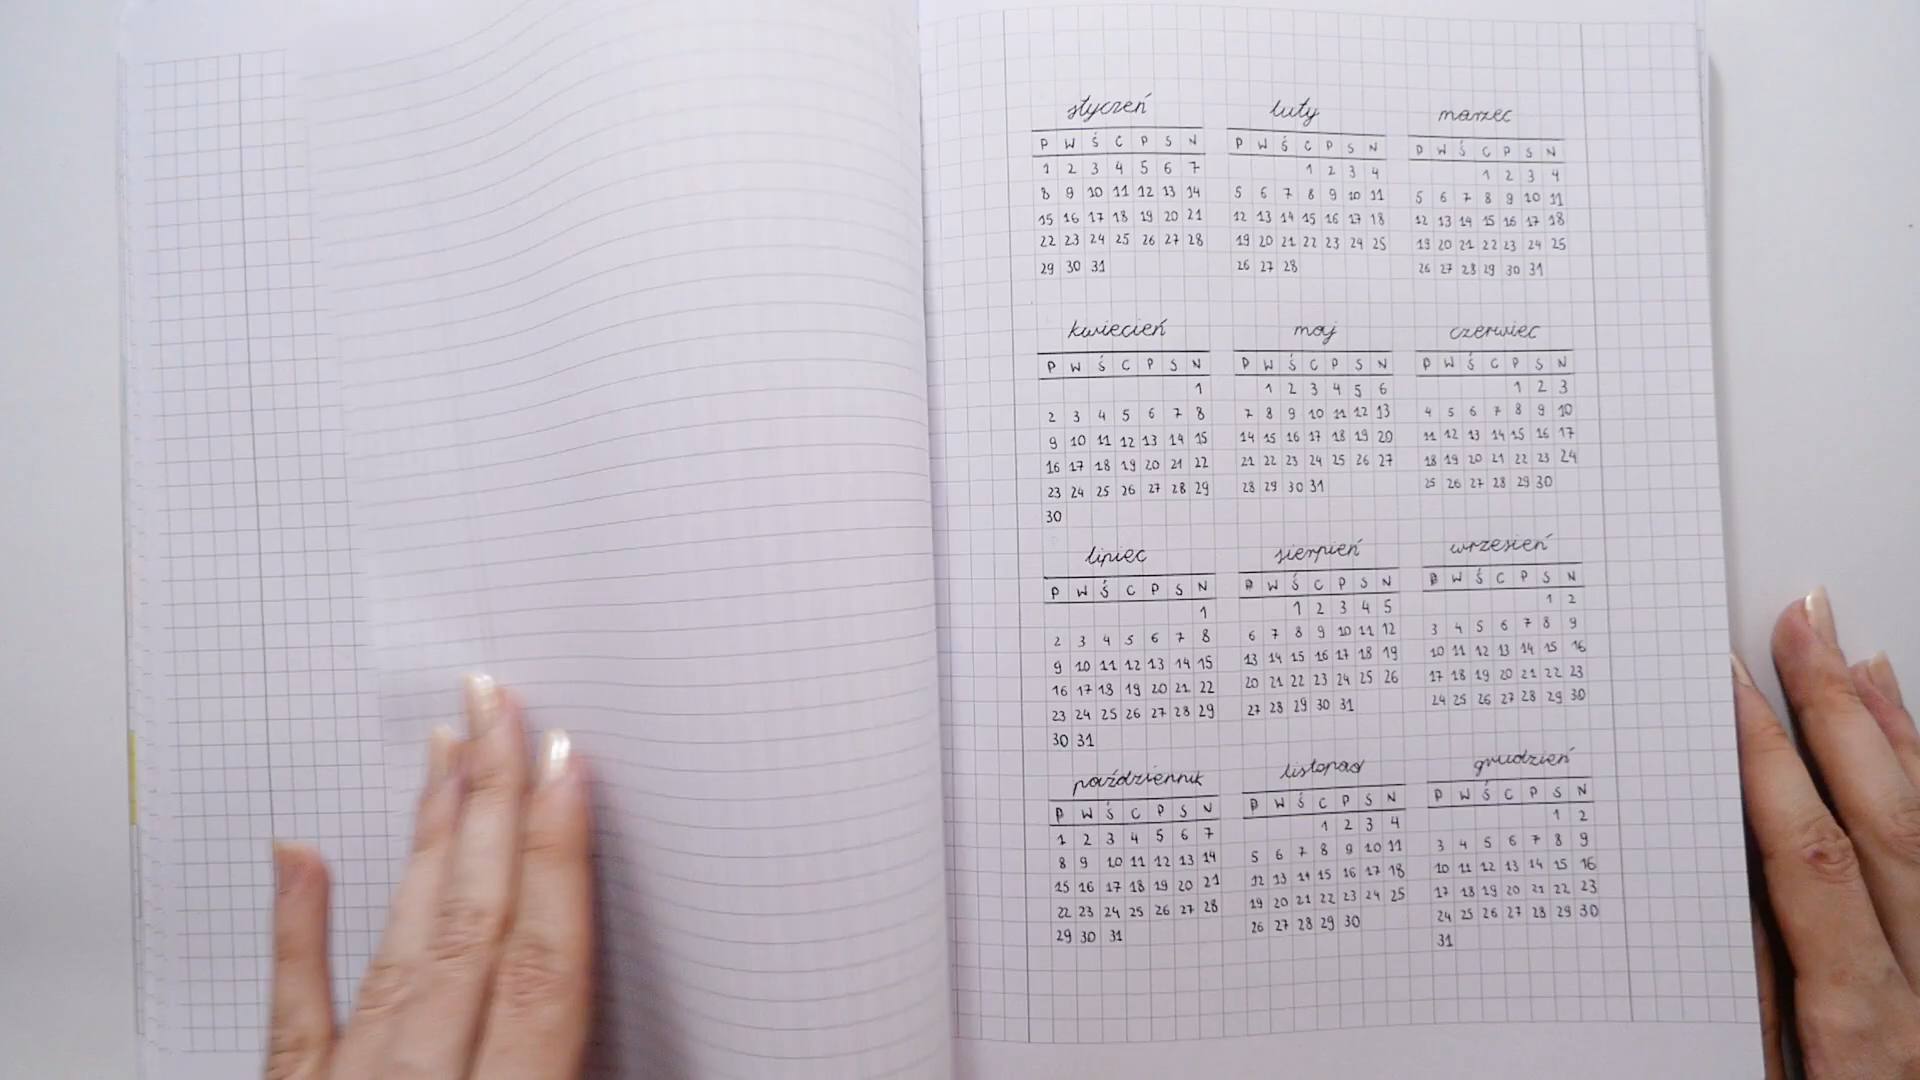 styczeń luty marzec
P W Ś C P S N P W Ś C P S N P W Ś C P S N
1 2 3 4 5 6 7 1 2 3 4 1 2 3 4
8 9 10 11 12 13 14 5 6 7 8 9 10 11 5 6 7 8 9 10 11
15 16 17 18 19 20 21 12 13 14 15 16 17 18 12 13 14 15 16 17 18
22 23 24 25 26 27 28 19 20 21 22 23 24 25 19 20 21 22 23 24 25
29 30 31 26 27 28 26 27 28 29 30 31
kwiecień maj czerwiec
P W Ś C P S N P W Ś C P S N P W Ś C P S N
1 1 2 3 4 5 6 1 2 3
2 3 4 5 6 7 8 7 8 9 10 11 12 13 4 5 6 7 8 9 10
9 10 11 12 13 14 15 14 15 16 17 18 19 20 11 12 13 14 15 16 17
16 17 18 19 20 21 22 21 22 23 24 25 26 27 18 19 20 21 22 23 24
23 24 25 26 27 28 29 28 29 30 31 25 26 27 28 29 30
30
lipiec sierpień wrzesień
P W Ś C P S N P W Ś C P S N P W Ś C P S N
1 1 2 3 4 5 1 2
2 3 4 5 6 7 8 6 7 8 9 10 11 12 3 4 5 6 7 8 9
9 10 11 12 13 14 15 13 14 15 16 17 18 19 10 11 12 13 14 15 16
16 17 18 19 20 21 22 20 21 22 23 24 25 26 17 18 19 20 21 22 23
23 24 25 26 27 28 29 27 28 29 30 31 24 25 26 27 28 29 30
30 31
październik listopad grudzień
P W Ś C P S N P W Ś C P S N P W Ś C P S N
1 2 3 4 5 6 7 1 2 3 4 1 2
8 9 10 11 12 13 14 5 6 7 8 9 10 11 3 4 5 6 7 8 9
15 16 17 18 19 20 21 12 13 14 15 16 17 18 10 11 12 13 14 15 16
22 23 24 25 26 27 28 19 20 21 22 23 24 25 17 18 19 20 21 22 23
29 30 31 26 27 28 29 30 24 25 26 27 28 29 30
31